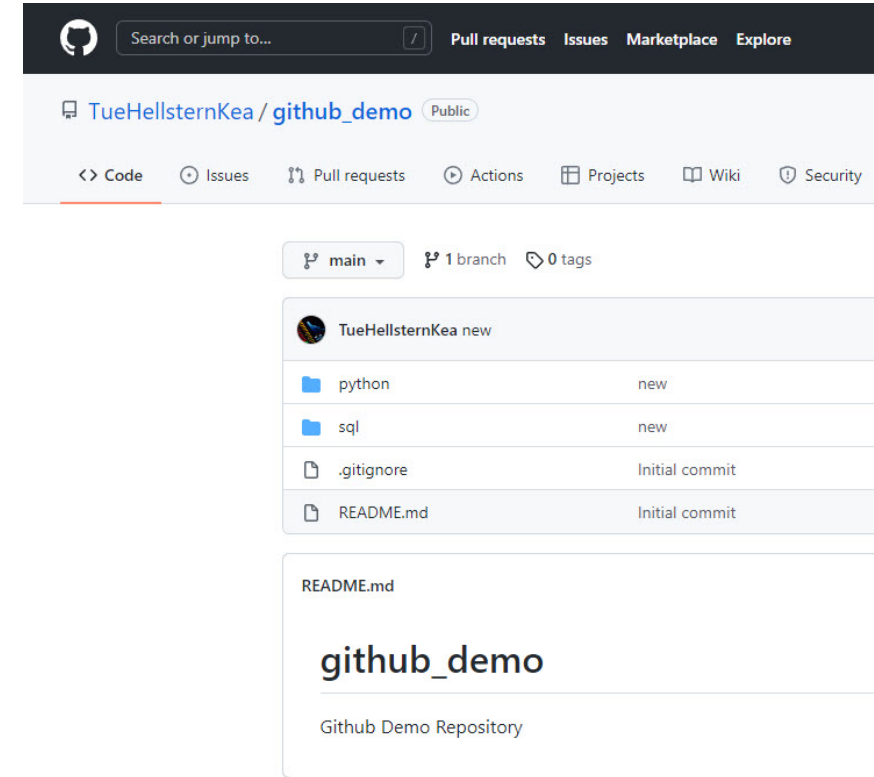 Search or jump to... / Pull requests Issues Marketplace Explore
TueHellsternKea / github_demo Public
<> Code Issues Pull requests Actions Projects Wiki Security
main 1 branch 0 tags
TueHellsternKea new
python new
sql new
.gitignore Initial commit
README.md Initial commit
README.md
github_demo
Github Demo Repository